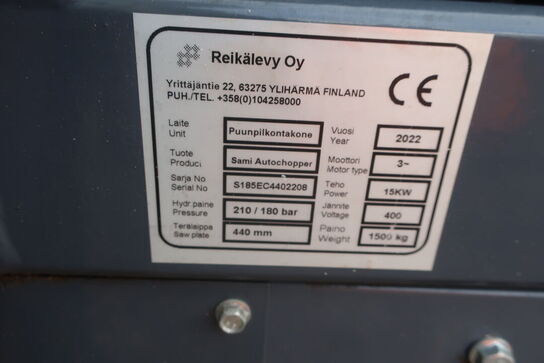 Reikälevy Oy
Yrittäjäntie 22, 63275 YLIHÄRMÄ FINLAND
PUH./TEL. +358(0)104258000
CE
Laite
Unit
Puunpilkontakone
Vuosi
Year
2022
Tuote
Product
Sami Autochopper
Moottori
Motor type
3~
Sarja No
Serial No
S185EC4402208
Teho
Power
15KW
Hydr.paine
Pressure
210 / 180 bar
Jännite
Voltage
400
Terälaippa
Saw plate
440 mm
Paino
Weight
1500 kg